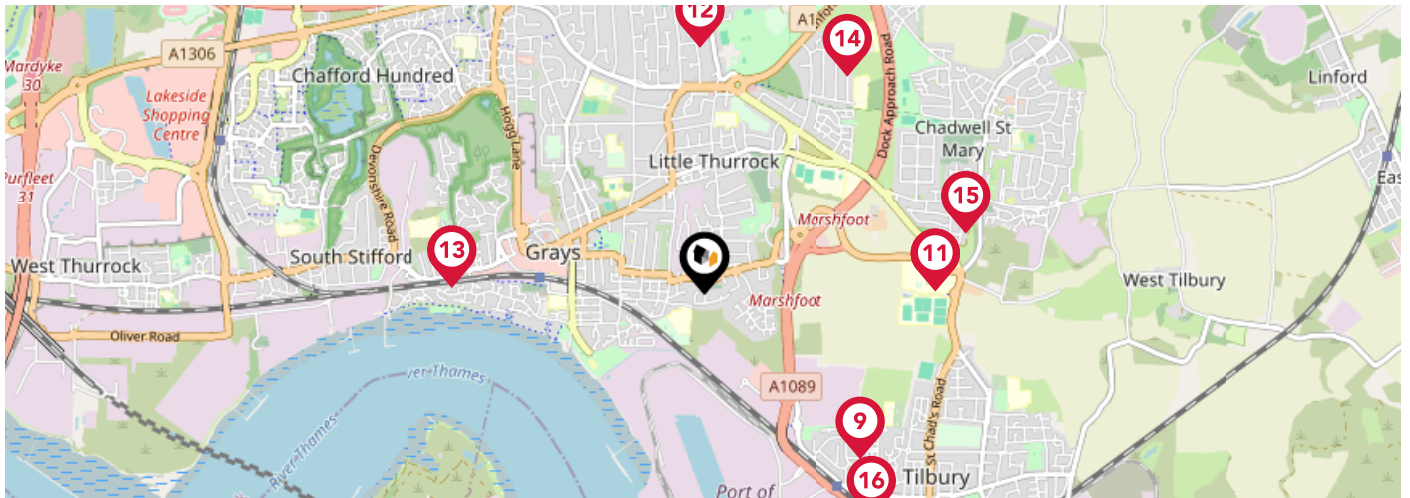 12
A1
14
A1306
Mardyke
30
Chafford Hundred
Linford
Lakeside
Shopping
Centre
Hogg Lane
Dock Approach Road
Chadwell St
Mary
Little Thurrock
Devonshire Road
Purfleet
31
Eas
15
Marshfoot
13
South Stifford
Grays
11
West Thurrock
West Tilbury
Marshfoot
Oliver Road
er Thames
A1089
St Chad's Road
River Thames
9
16
Tilbury
Port of